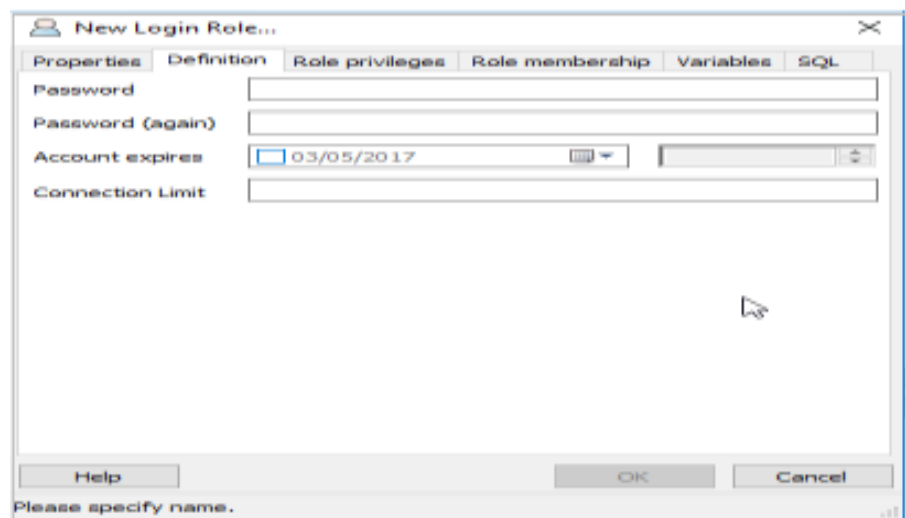 New Login Role...
Properties Definition Role privileges Role membership Variables SQL
Password
Password (again)
Account expires 03/05/2017
Connection Limit
Help OK Cancel
Please specify name.